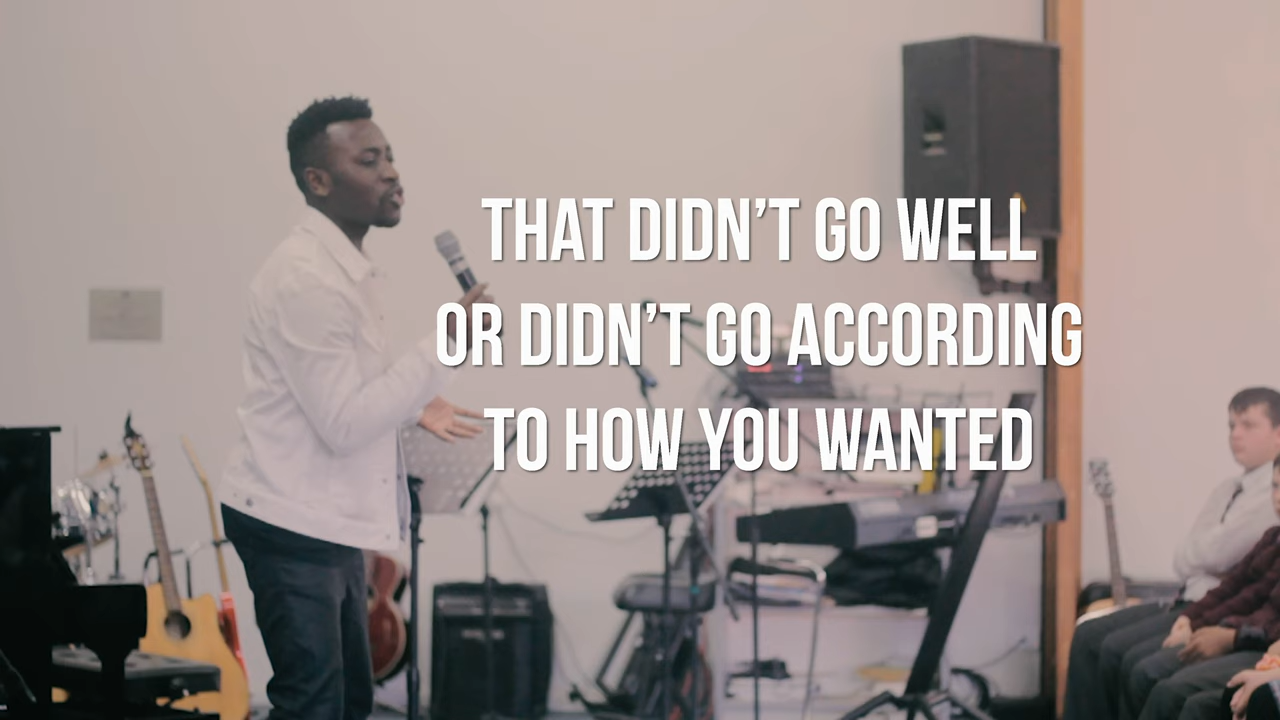 THAT DIDN'T GO WELL
OR DIDN'T GO ACCORDING
TO HOW YOU WANTED